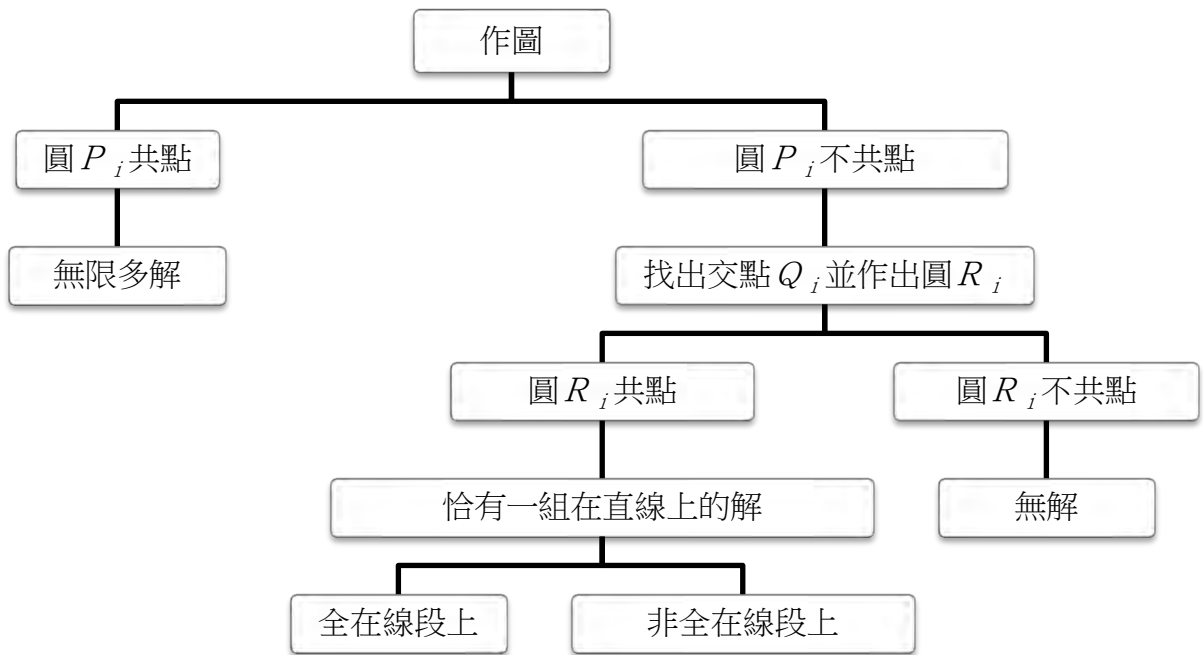 作圖
圓 P i 共點
圓 P i 不共點
無限多解
找出交點 Q i 並作出圓 R i
圓 R i 共點
圓 R i 不共點
恰有一組在直線上的解
無解
全在線段上
非全在線段上